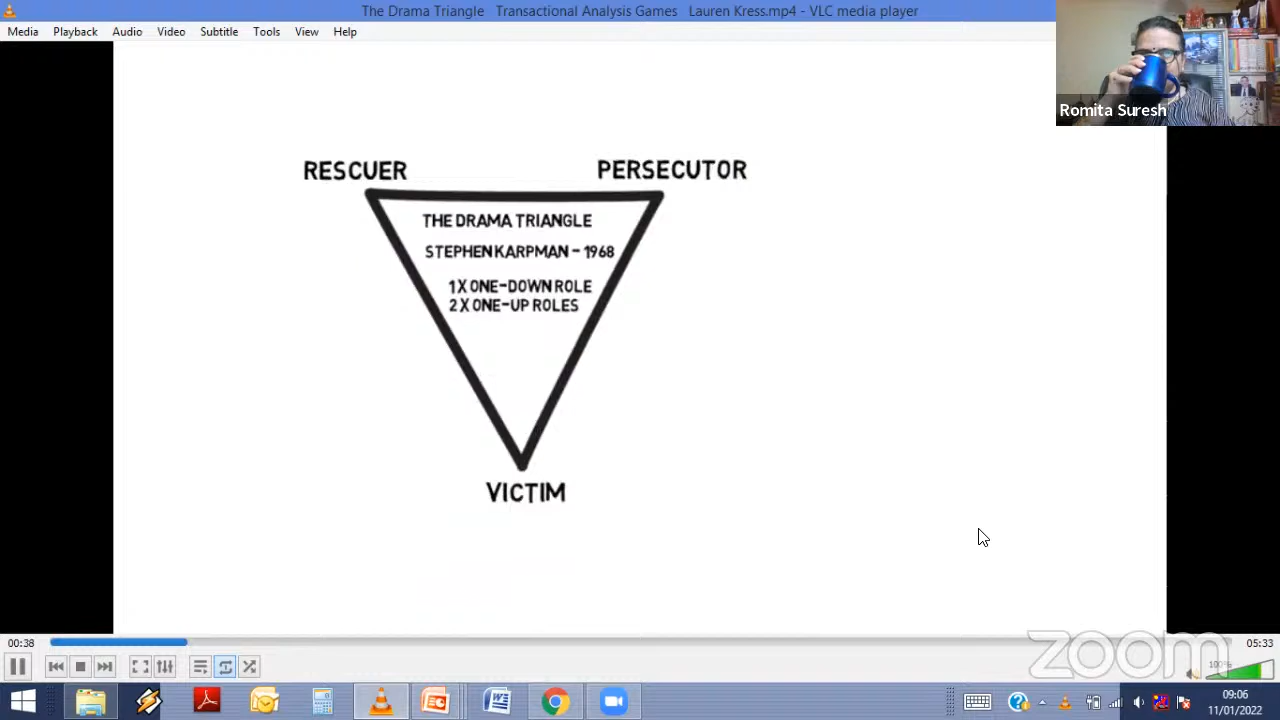 The Drama Triangle   Transactional Analysis Games   Lauren Kress.mp4 - VLC media player
Media Playback Audio Video Subtitle Tools View Help
Romita Suresh
RESCUER
PERSECUTOR
THE DRAMA TRIANGLE
STEPHEN KARPMAN - 1968
1 X ONE-DOWN ROLE
2 X ONE-UP ROLES
VICTIM
00:38
05:33
zoom
100%
09:06
11/01/2022